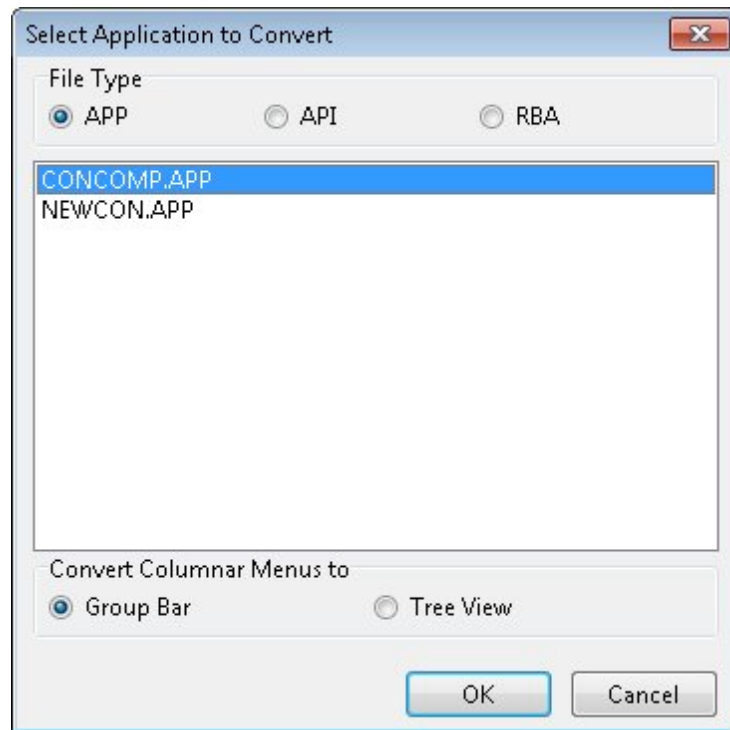 Select Application to Convert
File Type
APP API RBA
CONCOMP.APP
NEWCON.APP
Convert Columnar Menus to
Group Bar Tree View
OK Cancel